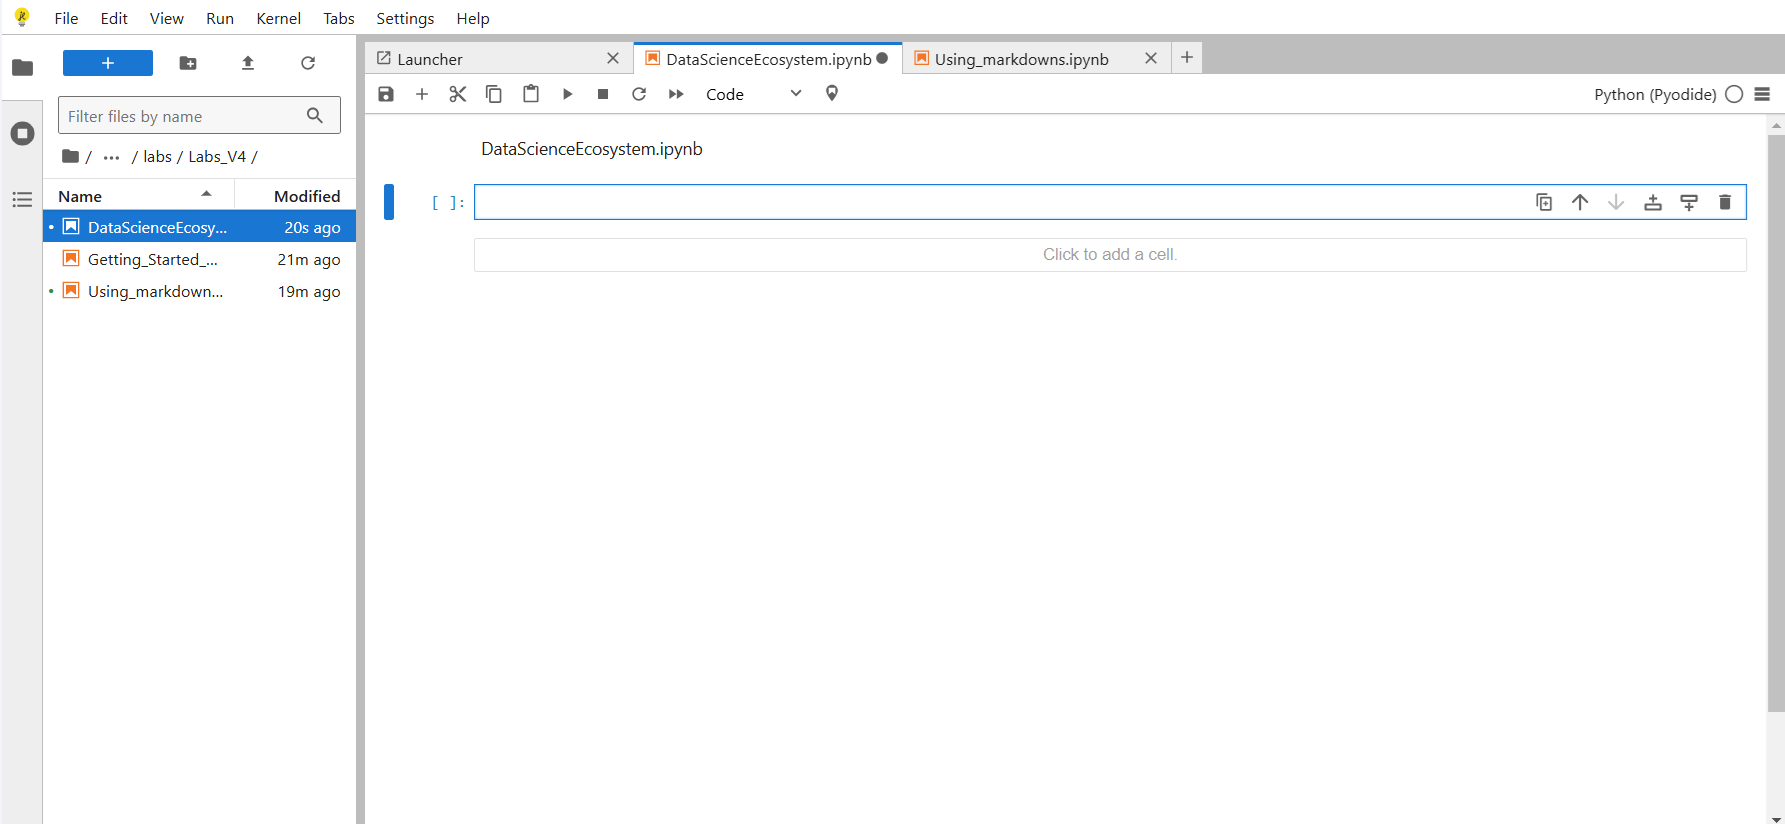 File Edit View Run Kernel Tabs Settings Help
Launcher
DataScienceEcosystem.ipynb
Using_markdowns.ipynb
Code
Python (Pyodide)
Filter files by name
/ ... / labs / Labs_V4 /
Name Modified
DataScienceEcosy... 20s ago
Getting_Started_... 21m ago
Using_markdown... 19m ago
DataScienceEcosystem.ipynb
[ ]:
Click to add a cell.